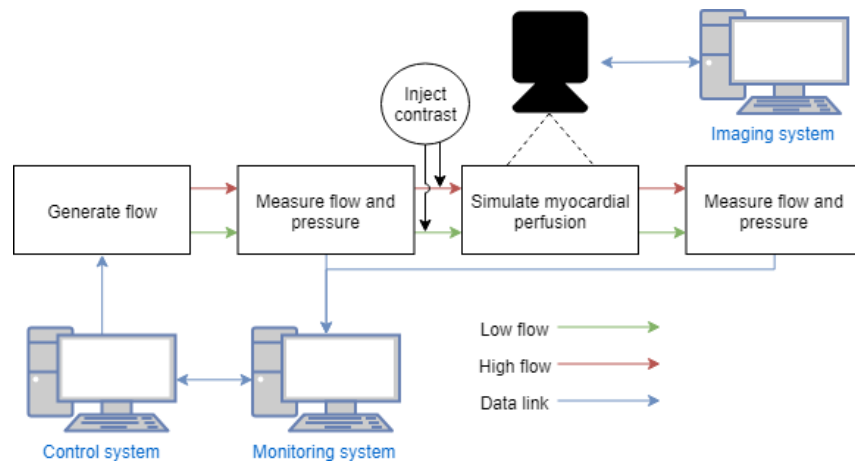 Inject
contrast
Imaging system
Generate flow
Measure flow and
pressure
Simulate myocardial
perfusion
Measure flow and
pressure
Low flow
High flow
Data link
Control system
Monitoring system